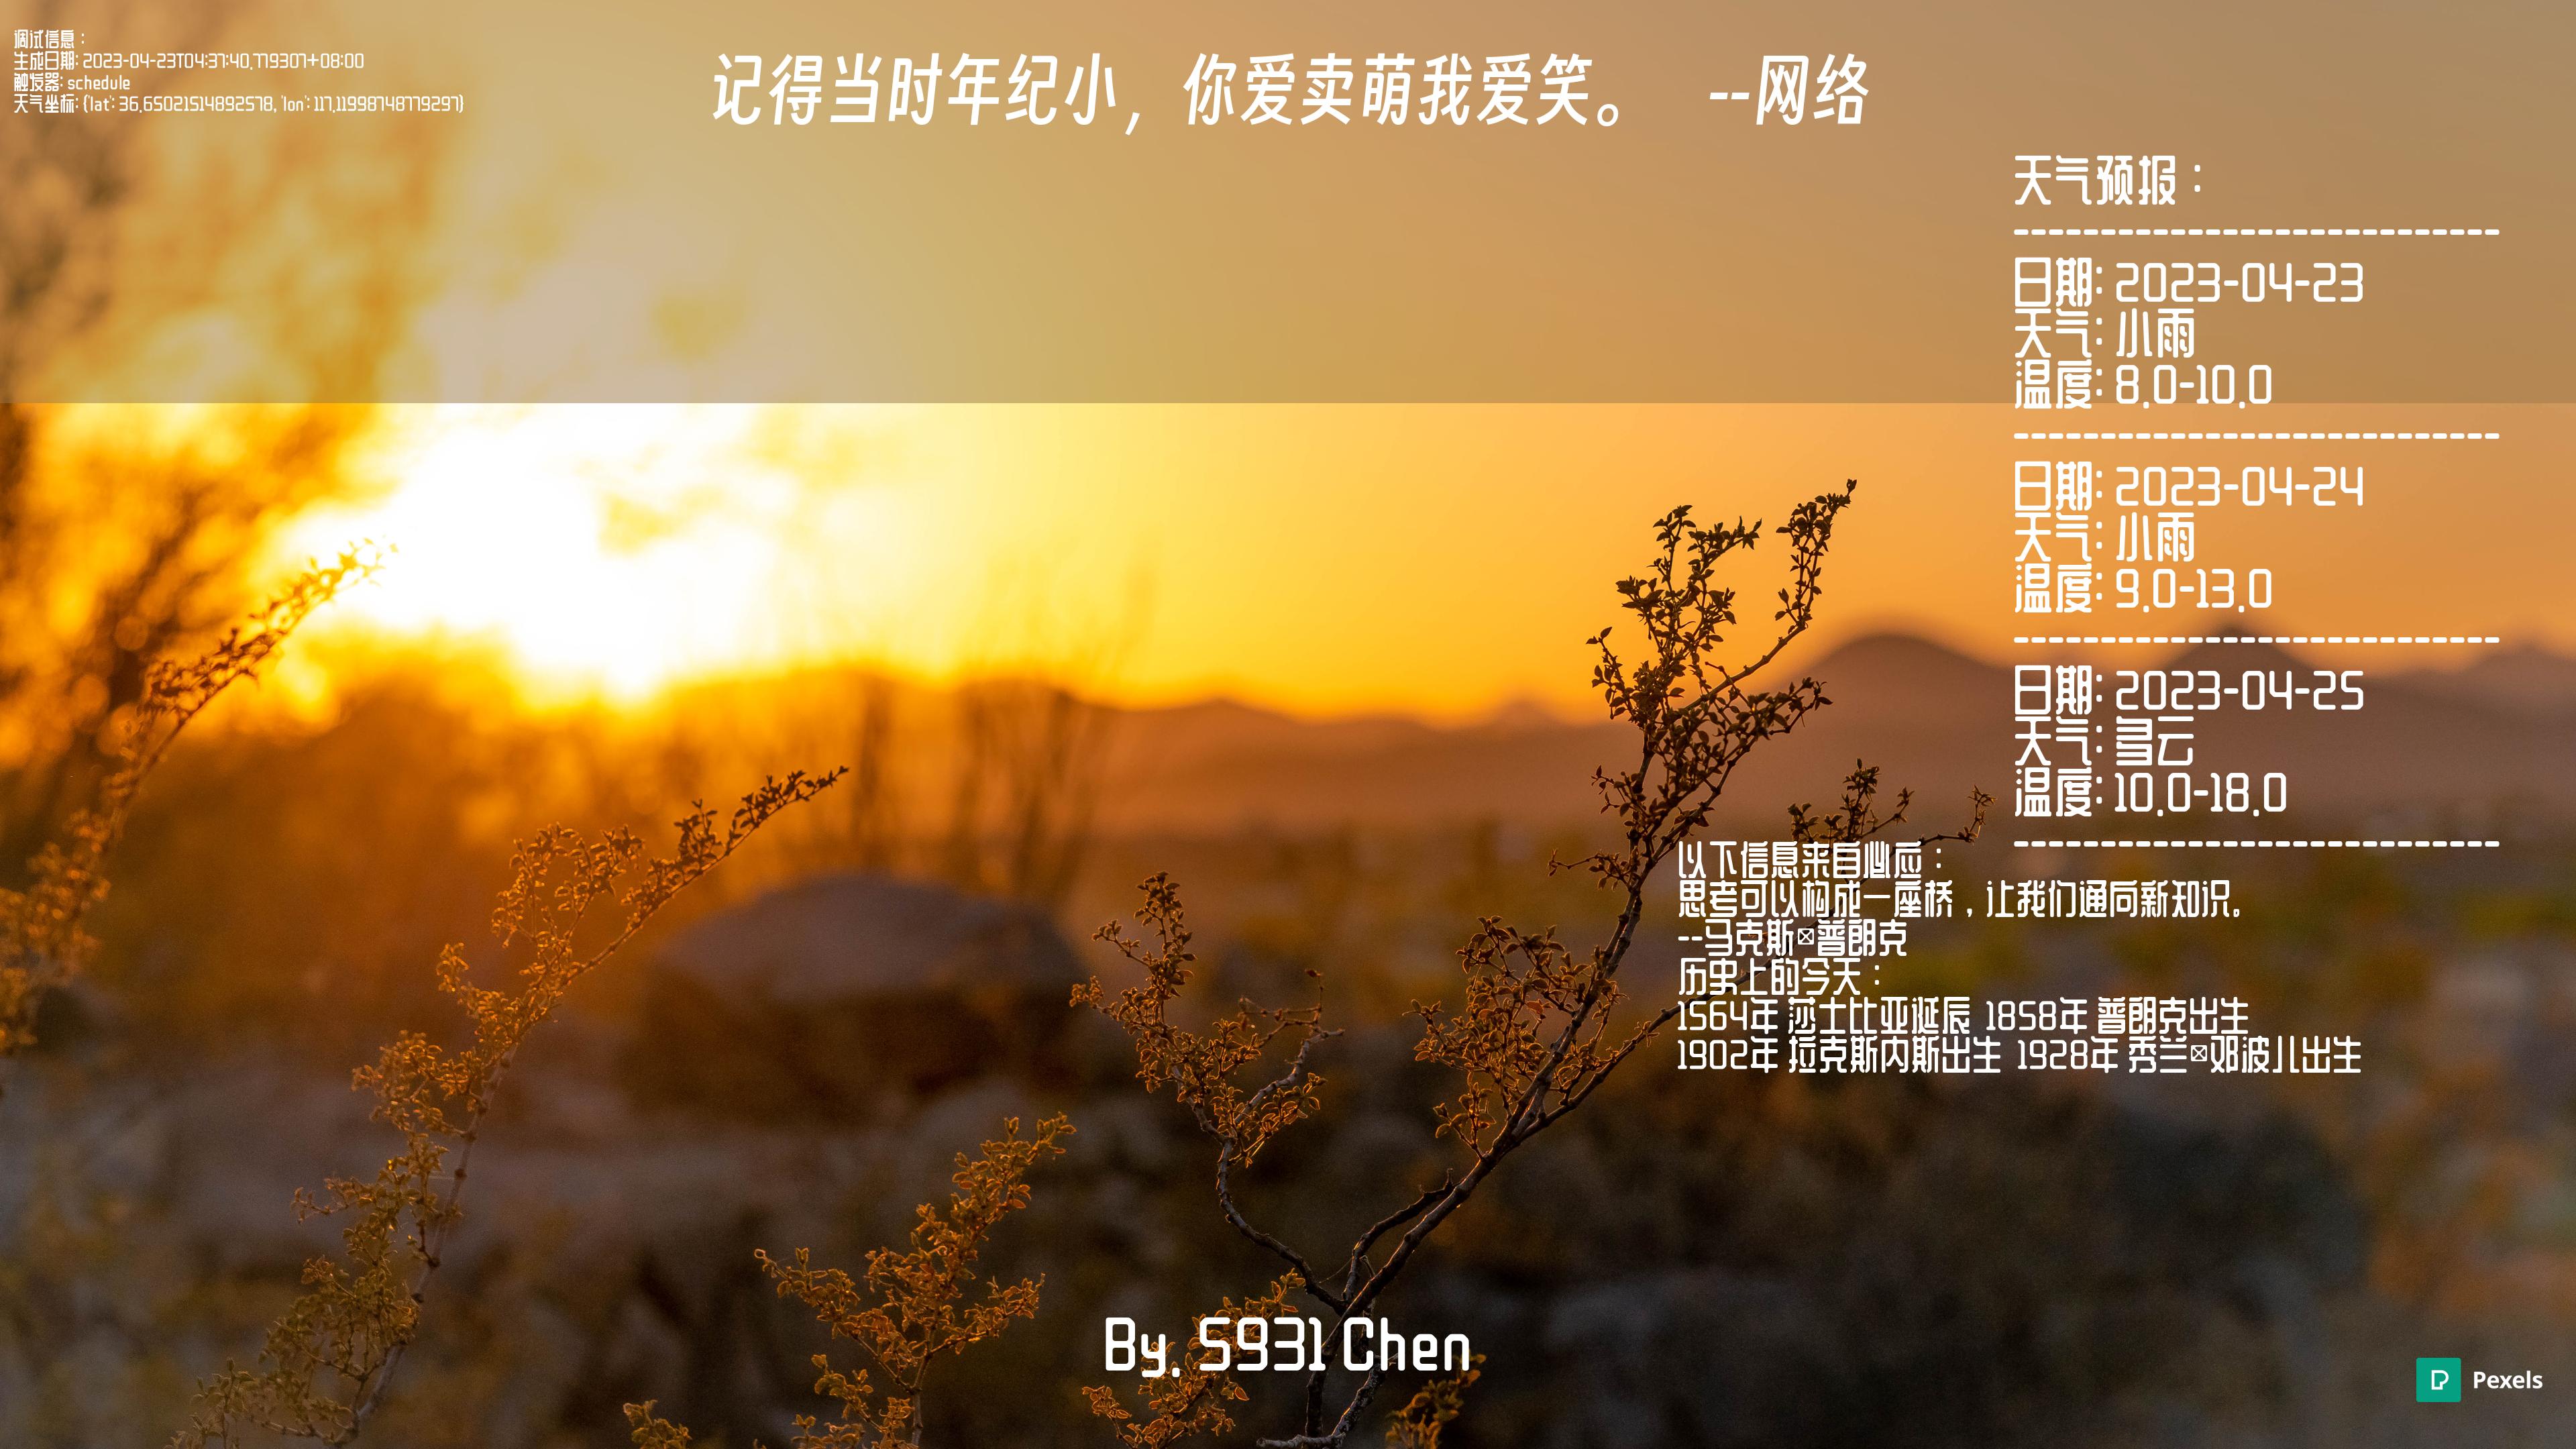 调试信息：
生成日期: 2023-04-23T04:37:40.779307+08:00
触发器: schedule
天气坐标: {'lat': 36.65021514892578, 'lon': 117.11998748779297}
记得当时年纪小，你爱卖萌我爱笑。 --网络
天气预报：
----------------------------
日期: 2023-04-23
天气: 小雨
温度: 8.0-10.0
----------------------------
日期: 2023-04-24
天气: 小雨
温度: 9.0-13.0
----------------------------
日期: 2023-04-25
天气: 多云
温度: 10.0-18.0
----------------------------
以下信息来自必应：
思考可以构成一座桥，让我们通向新知识。
--马克斯☒普朗克
历史上的今天：
1564年 莎士比亚诞辰 1858年 普朗克出生
1902年 拉克斯内斯出生 1928年 秀兰☒邓波儿出生
By. S931 Chen
Pexels